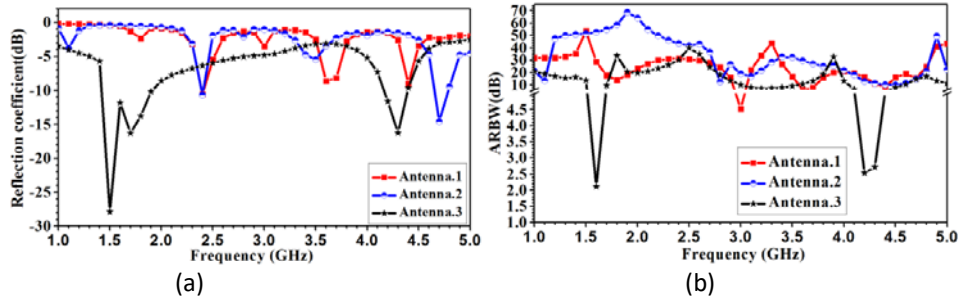 Reflection coefficient(dB)
0
-5
-10
-15
-20
-25
-30
1.0 1.5 2.0 2.5 3.0 3.5 4.0 4.5 5.0
Frequency (GHz)
Antenna.1
Antenna.2
Antenna.3
(a)
ARBW(dB)
70
60
50
40
30
20
10
4.5
4.0
3.5
3.0
2.5
2.0
1.5
1.0
1.0 1.5 2.0 2.5 3.0 3.5 4.0 4.5 5.0
Frequency (GHz)
Antenna.1
Antenna.2
Antenna.3
(b)